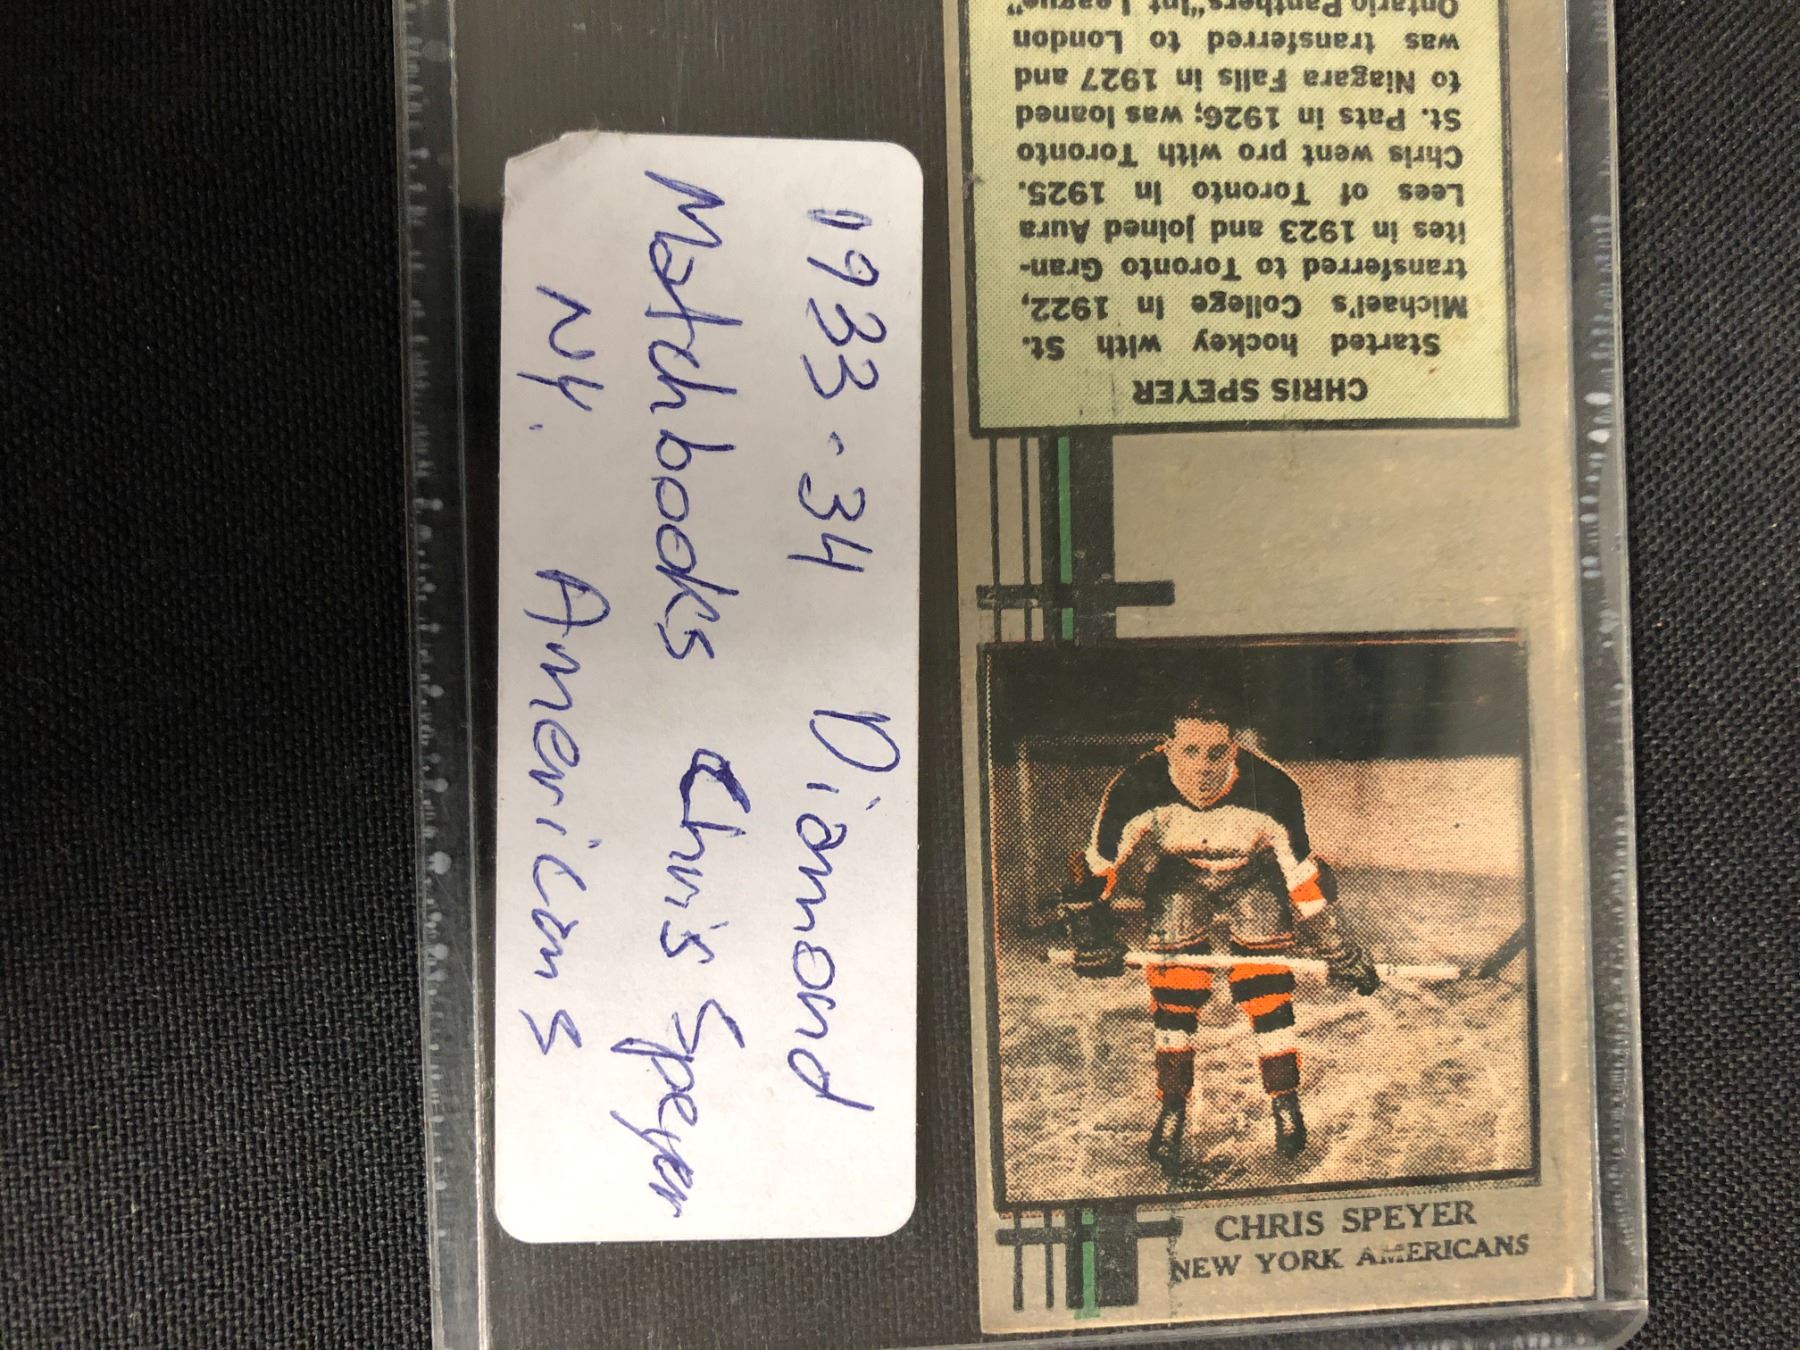 1933-34 Diamond
Matchbooks Chris Speyer
N.Y. Americans
CHRIS SPEYER
Started hockey with St.
Michael's College in 1922,
transferred to Toronto Gran-
ites in 1923 and joined Aura
Lees of Toronto in 1925.
Chris went pro with Toronto
St. Pats in 1926; was loaned
to Niagara Falls in 1927 and
was transferred to London
Ontario Panthers "Int League"
CHRIS SPEYER
NEW YORK AMERICANS